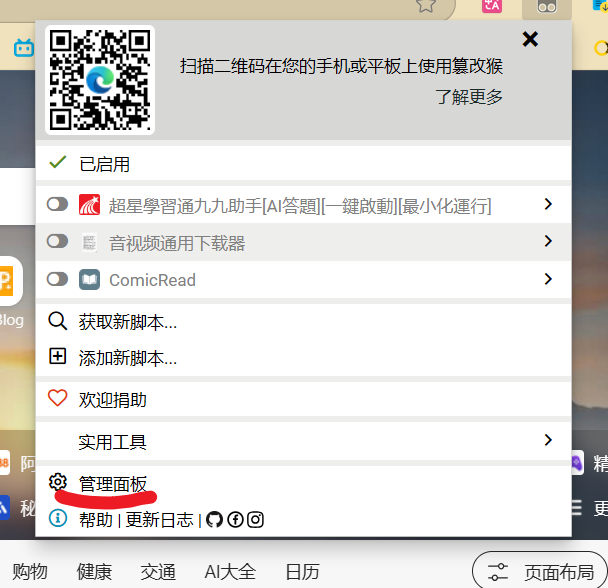 CA
扫描二维码在您的手机或平板上使用篡改猴
了解更多
已启用
超星學習通九九助手[AI答題][一鍵啟動][最小化運行]
音视频通用下载器
ComicRead
获取新脚本...
Blog
添加新脚本...
欢迎捐助
实用工具
阿
精
管理面板
秘
更
帮助 | 更新日志 |
购物
健康
交通
AI大全
日历
页面布局